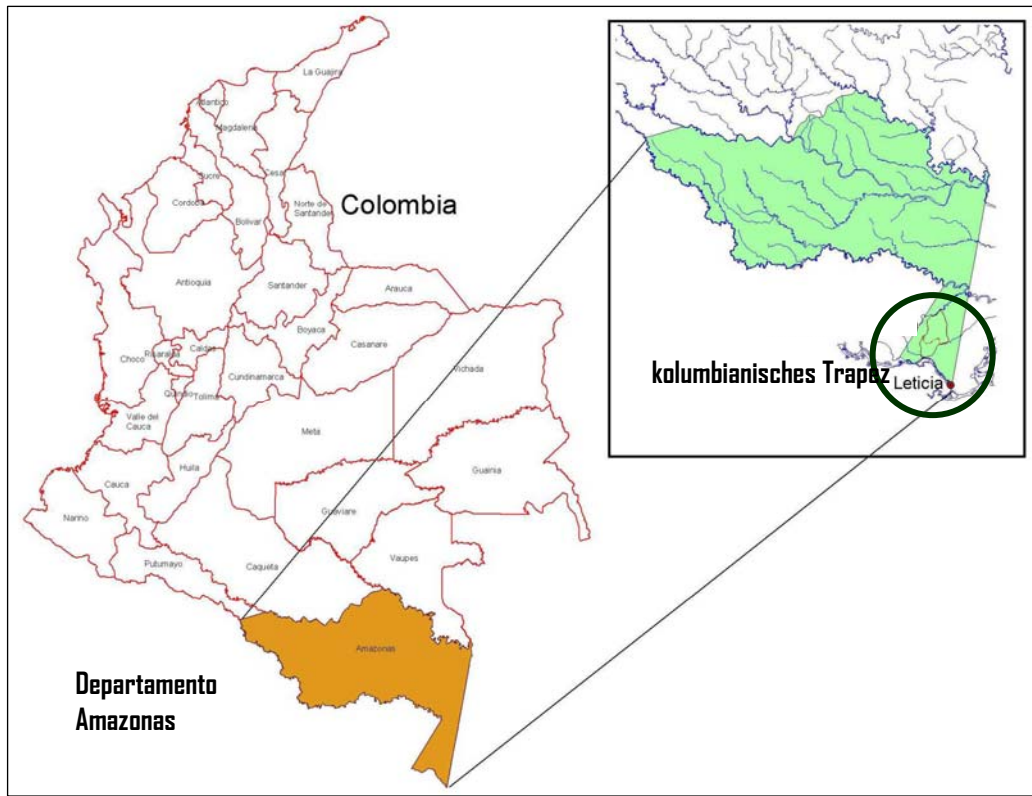 La Guajira
Atlantico
Magdalena
Cesa
Sucre
Cordoba
Bolivar
Norte de
Santander
Colombia
Antioquia
Santander
Arauca
Boyaca
Choco
Risaralda
Caldas
Casanare
Vichada
Cundinamarca
Quindio
Tolima
Valle del
Cauca
Meta
Huila
Guainia
Cauca
Guaviare
Narino
Vaupes
Putumayo
Caqueta
Amazonas
Departamento
Amazonas
kolumbianisches Trapez
Leticia